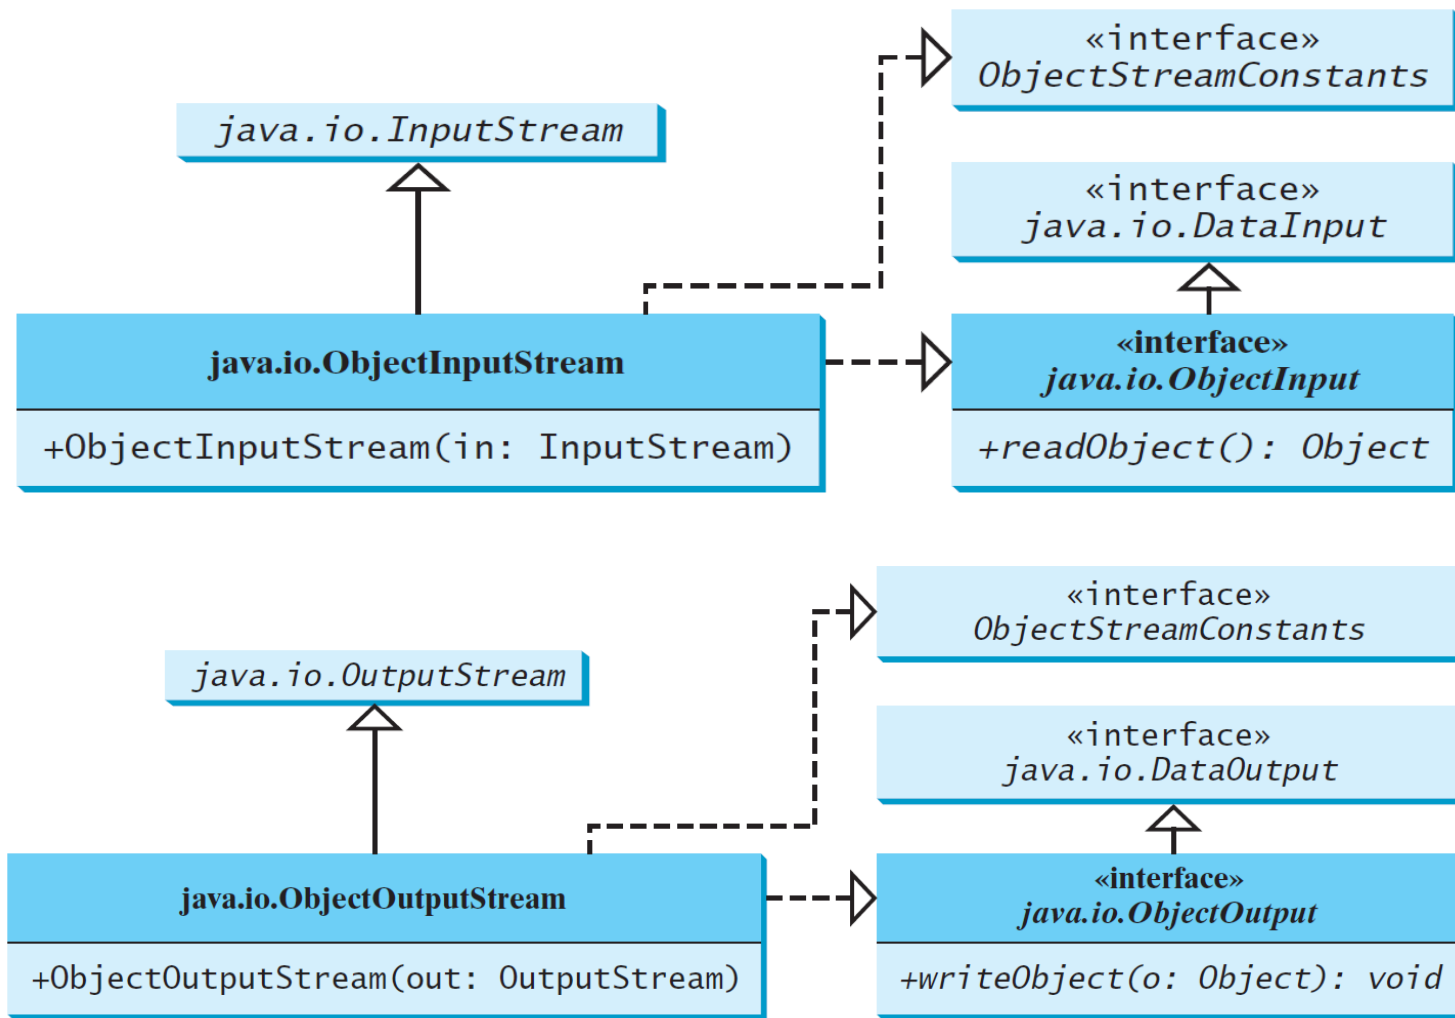 «interface»
ObjectStreamConstants
java.io.InputStream
«interface»
java.io.DataInput
java.io.ObjectInputStream
+ObjectInputStream(in: InputStream)
«interface»
java.io.ObjectInput
+readObject(): Object
«interface»
ObjectStreamConstants
java.io.OutputStream
«interface»
java.io.DataOutput
java.io.ObjectOutputStream
+ObjectOutputStream(out: OutputStream)
«interface»
java.io.ObjectOutput
+writeObject(o: Object): void